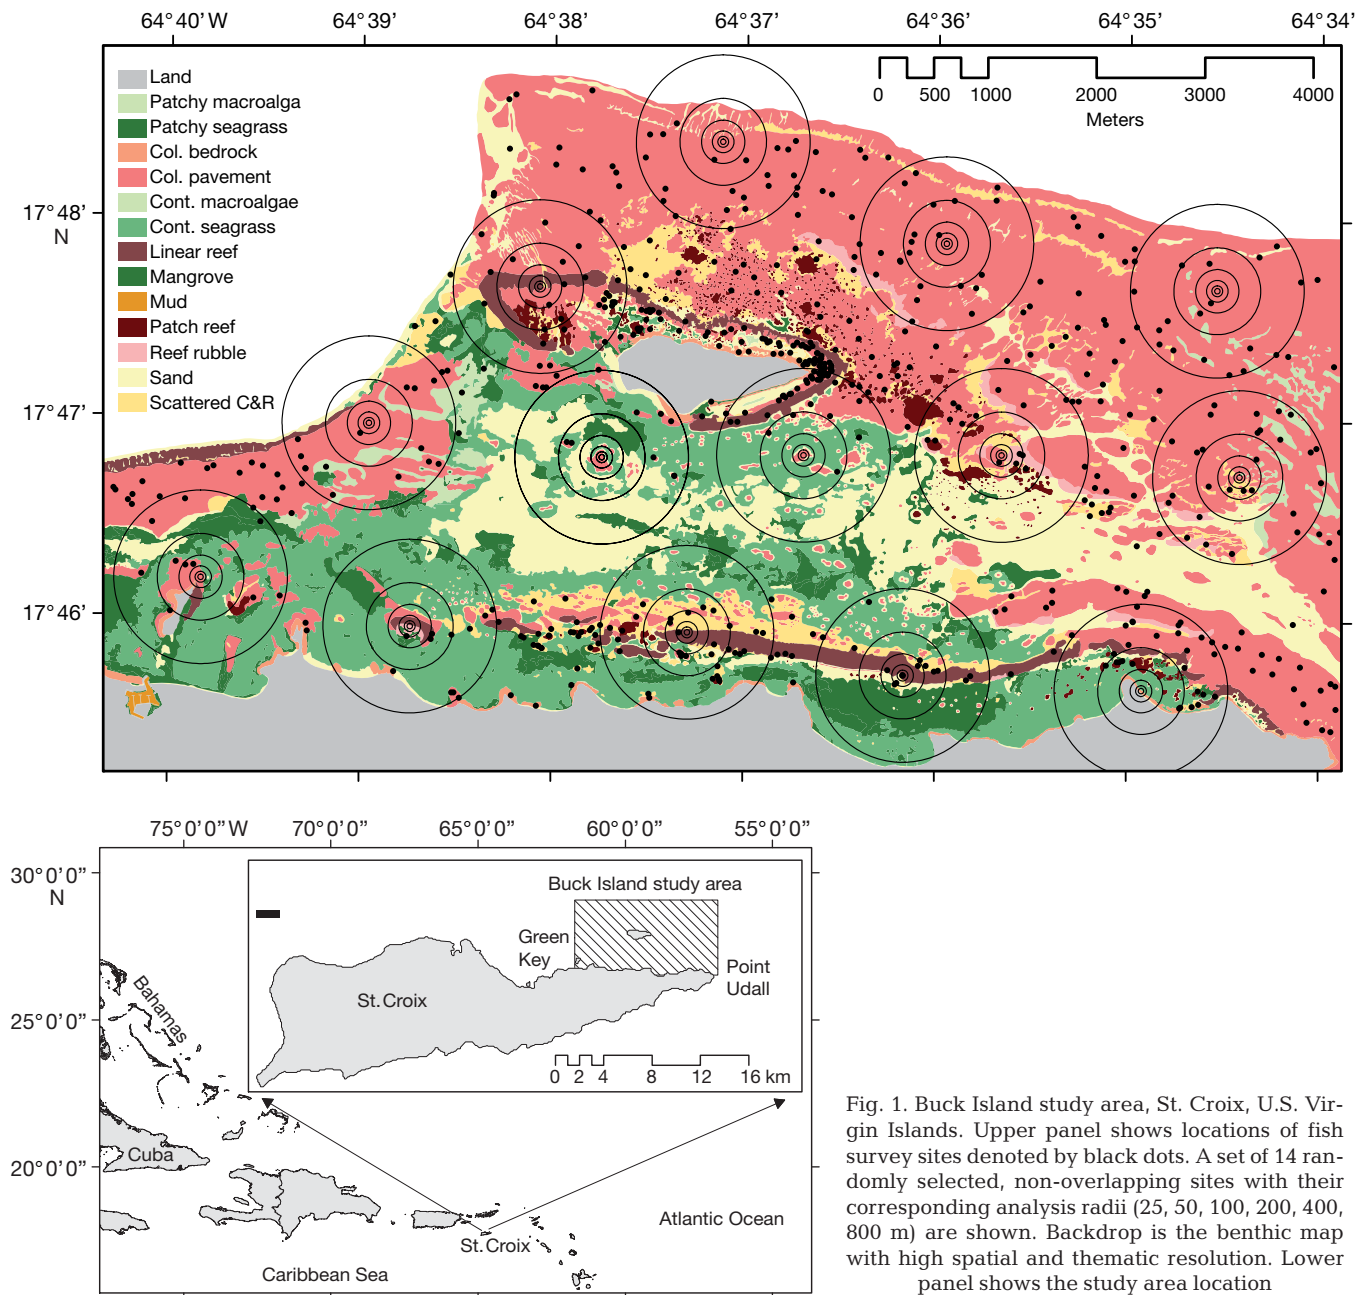 64°40'W 64°39' 64°38' 64°37' 64°36' 64°35' 64°34'
Land
Patchy macroalga
Patchy seagrass
Col. bedrock
Col. pavement
Cont. macroalgae
Cont. seagrass
Linear reef
Mangrove
Mud
Patch reef
Reef rubble
Sand
Scattered C&R
0 500 1000 2000 3000 4000
Meters
17°48'
N
17°47'
17°46'
75°0'0"W 70°0'0" 65°0'0" 60°0'0" 55°0'0"
30°0'0"
N
25°0'0"
20°0'0"
Buck Island study area
Green
Key
Point
Udall
St. Croix
0 2 4 8 12 16 km
Bahamas
Cuba
St. Croix
Atlantic Ocean
Caribbean Sea
Fig. 1. Buck Island study area, St. Croix, U.S. Vir-
gin Islands. Upper panel shows locations of fish
survey sites denoted by black dots. A set of 14 ran-
domly selected, non-overlapping sites with their
corresponding analysis radii (25, 50, 100, 200, 400,
800 m) are shown. Backdrop is the benthic map
with high spatial and thematic resolution. Lower
panel shows the study area location